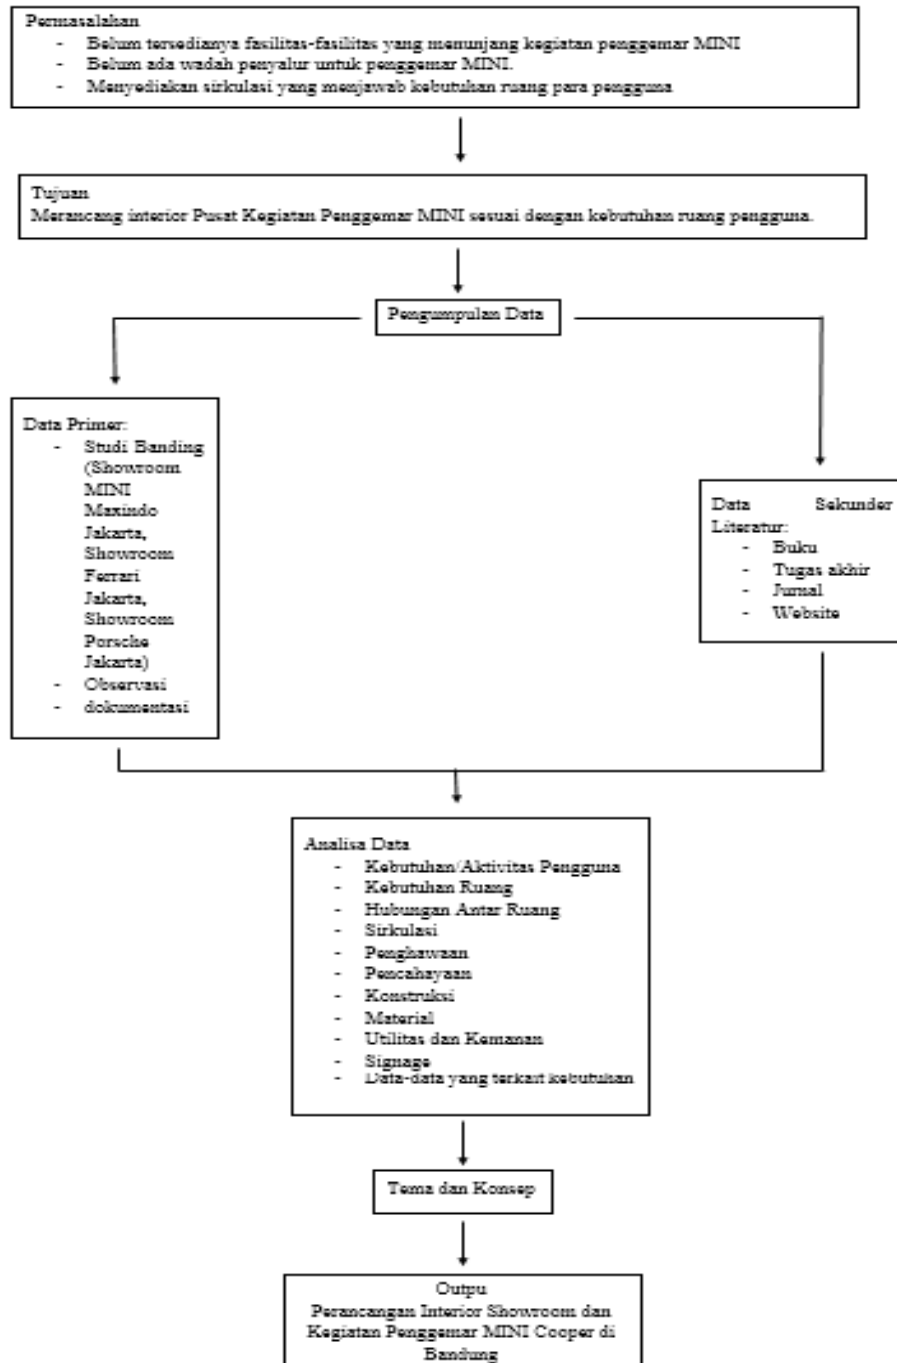 Permasalahan
- Belum tersedianya fasilitas-fasilitas yang menunjang kegiatan penggemar MINI
- Belum ada wadah penyalur untuk penggemar MINI.
- Menyediakan sirkulasi yang menjawab kebutuhan ruang para pengguna
Tujuan
Merancang interior Pusat Kegiatan Penggemar MINI sesuai dengan kebutuhan ruang pengguna.
Pengumpulan Data
Data Primer:
- Studi Banding
(Showroom
MINI
Maxindo
Jakarta,
Showroom
Ferrari
Jakarta,
Showroom
Porsche
Jakarta)
- Observasi
- dokumentasi
Data Sekunder
Literatur:
- Buku
- Tugas akhir
- Jurnal
- Website
Analisa Data
- Kebutuhan/Aktivitas Pengguna
- Kebutuhan Ruang
- Hubungan Antar Ruang
- Sirkulasi
- Penghawaan
- Pencahayaan
- Konstruksi
- Material
- Utilitas dan Kemanan
- Signage
- Data-data yang terkait kebutuhan
Tema dan Konsep
Outpu
Perancangan Interior Showroom dan
Kegiatan Penggemar MINI Cooper di
Bandung